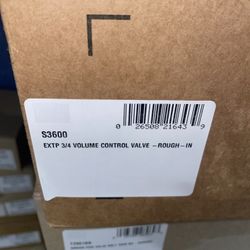 S3600
0 26508 21643 9
EXTP 3/4 VOLUME CONTROL VALVE -ROUGH-IN